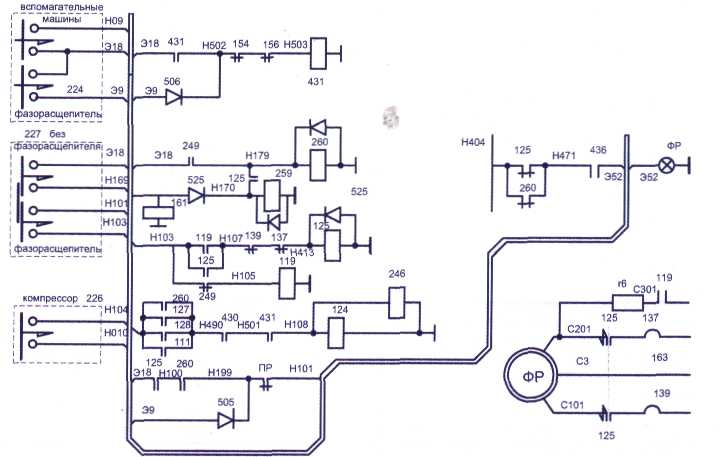 вспомагательные
машины
Н09
Э18
Э18 431 Н502 154 156 Н503
431
224
Э9 Э9 506
фазорасщепитель
227 без
фазорасщепителя
Э18 Э18 249 Н179 260
Н169 125 525 Н170 259
161
Н101
Н103
фазорасщепитель
Н103 119 Н107 139 137 Н413 125 525
125
249 Н105 119
компрессор 226
Н104
Н010
260
127
128
111
Н490 430 Н501 431 Н108 124 246
125 260
Э18 Н100 Н199 ПР Н101
Э9 505
Н404 125 Н471 436 Э52 Э52 ФР
260
r6 С301 119
С201 125 137
ФР С3 163
С101 139
125